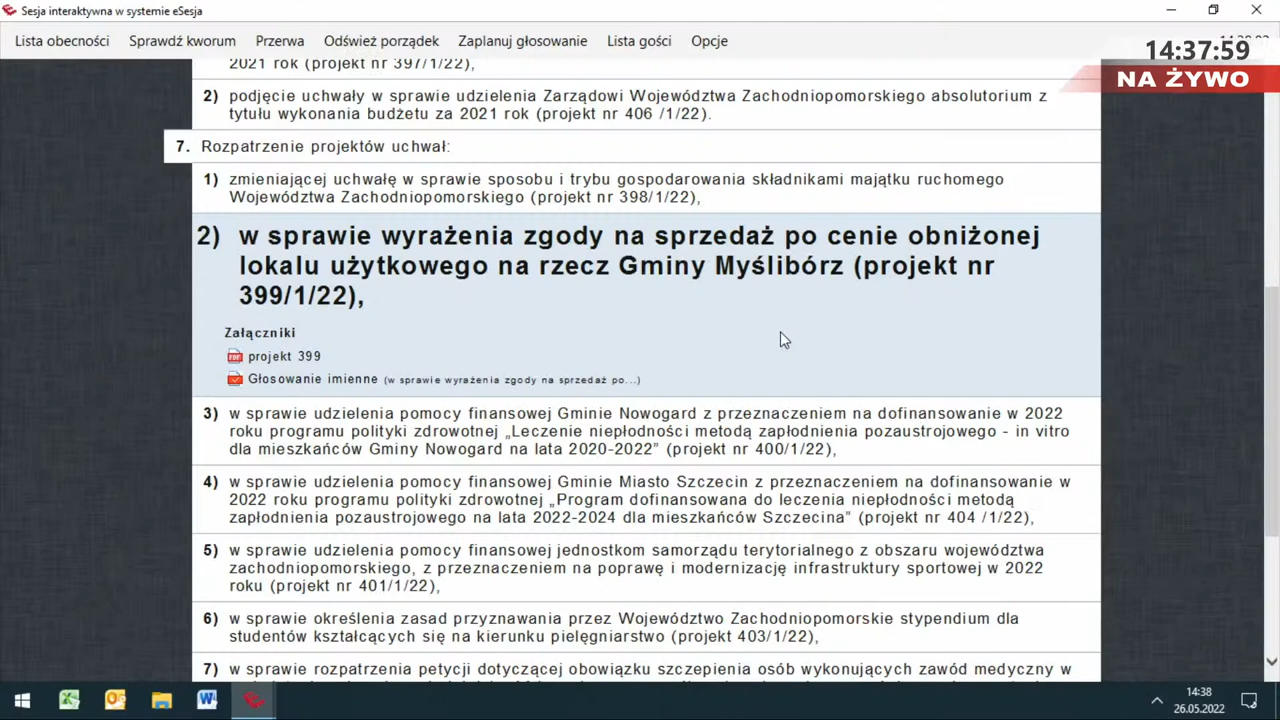 Sesja interaktywna w systemie eSesja
Lista obecności Sprawdź kworum Przerwa Odśwież porządek Zaplanuj głosowanie Lista gości Opcje
14:37:59
NA ŻYWO
2021 rok (projekt nr 397/1/22),
2) podjęcie uchwały w sprawie udzielenia Zarządowi Województwa Zachodniopomorskiego absolutorium z
tytułu wykonania budżetu za 2021 rok (projekt nr 406 /1/22).
7. Rozpatrzenie projektów uchwał:
1) zmieniającej uchwałę w sprawie sposobu i trybu gospodarowania składnikami majątku ruchomego
Województwa Zachodniopomorskiego (projekt nr 398/1/22),
2) w sprawie wyrażenia zgody na sprzedaż po cenie obniżonej
lokalu użytkowego na rzecz Gminy Myślibórz (projekt nr
399/1/22),
Załączniki
PDF projekt 399
Głosowanie imienne (w sprawie wyrażenia zgody na sprzedaż po...)
3) w sprawie udzielenia pomocy finansowej Gminie Nowogard z przeznaczeniem na dofinansowanie w 2022
roku programu polityki zdrowotnej „Leczenie niepłodności metodą zapłodnienia pozaustrojowego - in vitro
dla mieszkańców Gminy Nowogard na lata 2020-2022” (projekt nr 400/1/22),
4) w sprawie udzielenia pomocy finansowej Gminie Miasto Szczecin z przeznaczeniem na dofinansowanie w
2022 roku programu polityki zdrowotnej „Program dofinansowana do leczenia niepłodności metodą
zapłodnienia pozaustrojowego na lata 2022-2024 dla mieszkańców Szczecina” (projekt nr 404 /1/22),
5) w sprawie udzielenia pomocy finansowej jednostkom samorządu terytorialnego z obszaru województwa
zachodniopomorskiego, z przeznaczeniem na poprawę i modernizację infrastruktury sportowej w 2022
roku (projekt nr 401/1/22),
6) w sprawie określenia zasad przyznawania przez Województwo Zachodniopomorskie stypendium dla
studentów kształcących się na kierunku pielęgniarstwo (projekt 403/1/22),
7) w sprawie rozpatrzenia petycji dotyczącej obowiązku szczepienia osób wykonujących zawód medyczny w
14:38
26.05.2022